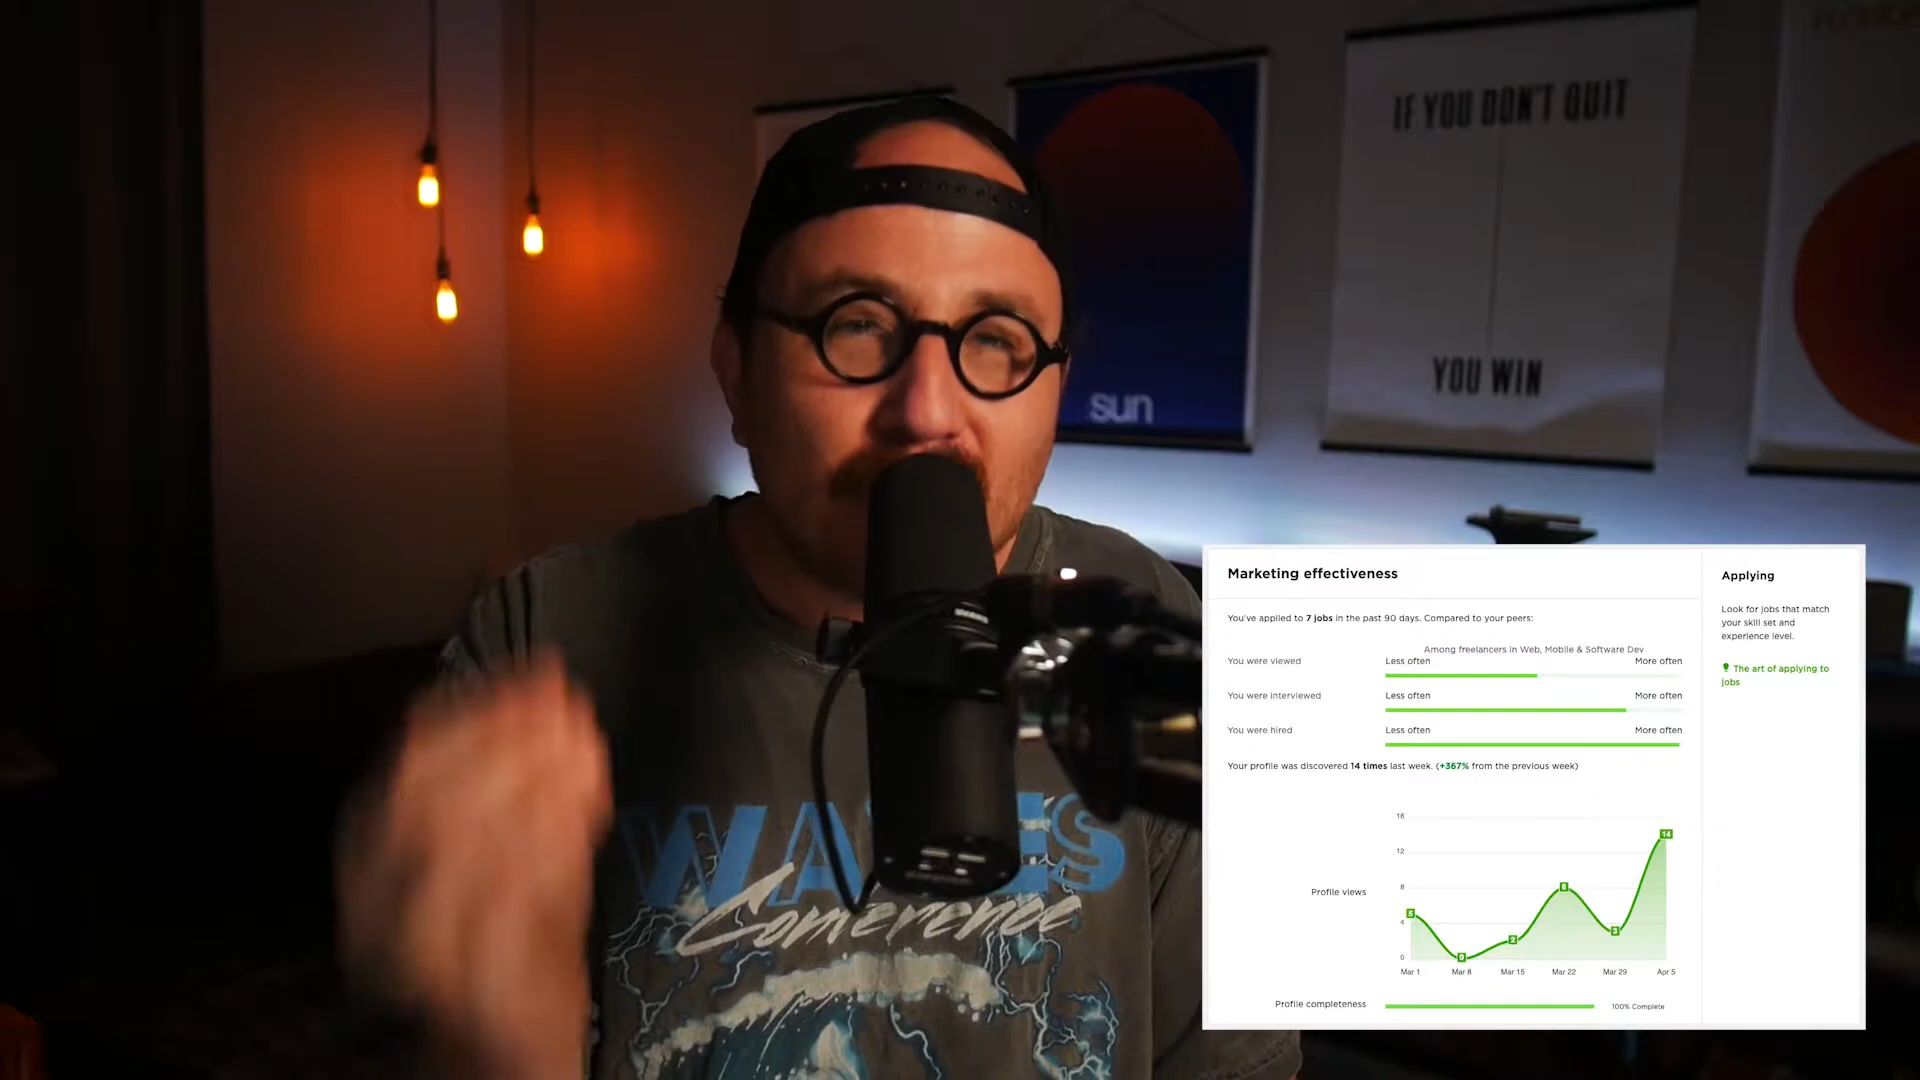 FLORIDA
IF YOU DON'T QUIT
YOU WIN
sun
WAVES
Conference
Marketing effectiveness
You've applied to 7 jobs in the past 90 days. Compared to your peers:
Among freelancers in Web, Mobile & Software Dev
You were viewed
Less often
More often
You were interviewed
Less often
More often
You were hired
Less often
More often
Your profile was discovered 14 times last week. (+367% from the previous week)
16
12
8
4
0
Profile views
5
0
2
8
3
14
Mar 1
Mar 8
Mar 15
Mar 22
Mar 29
Apr 5
Profile completeness
100% Complete
Applying
Look for jobs that match
your skill set and
experience level.
The art of applying to
jobs